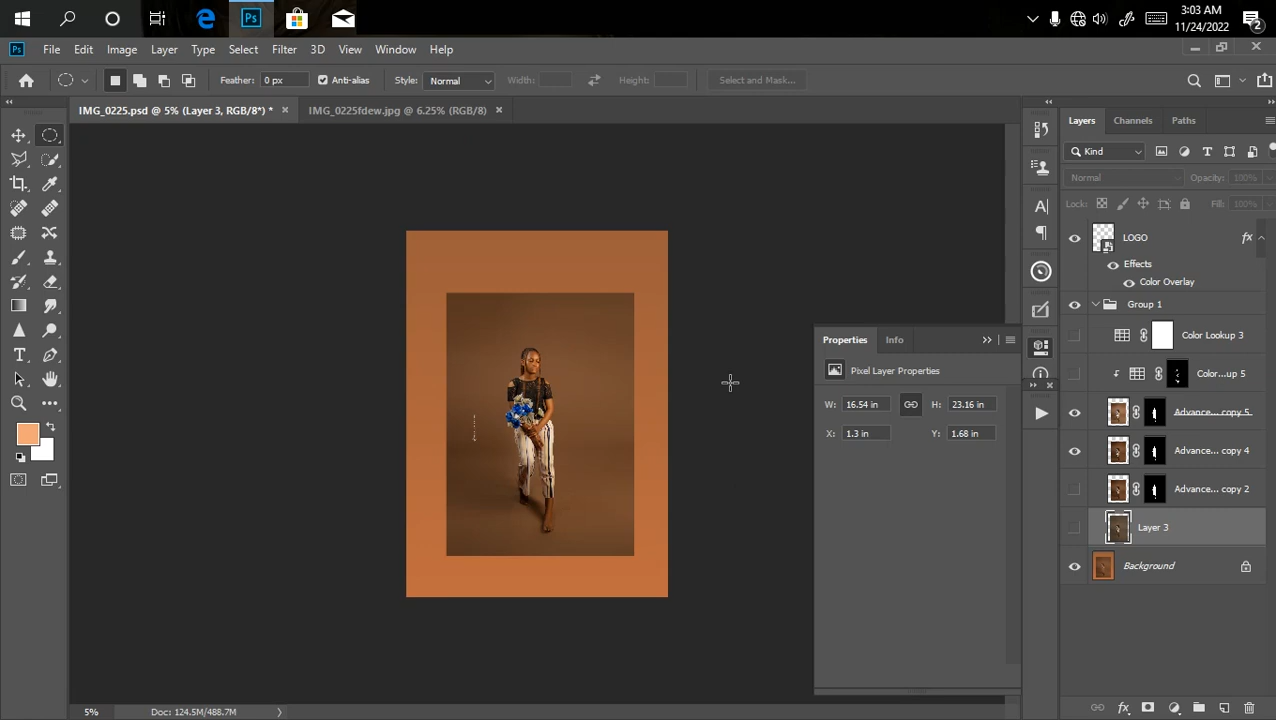 3:03 AM
11/24/2022
2
Ps
File Edit Image Layer Type Select Filter 3D View Window Help
Feather: 0 px Anti-alias Style: Normal Width: Height: Select and Mask...
IMG_0225.psd @ 5% (Layer 3, RGB/8*) * IMG_0225fdew.jpg @ 6.25% (RGB/8)
Layers Channels Paths
Kind
Normal Opacity: 100%
Lock: Fill: 100%
LOGO fx
Effects
Color Overlay
Group 1
Properties Info
Color Lookup 3
Pixel Layer Properties
Color...up 5
W: 16.54 in H: 23.16 in
Advance... copy 5
X: 1.3 in Y: 1.68 in
Advance... copy 4
Advance... copy 2
Layer 3
Background
5% Doc: 124.5M/488.7M
fx